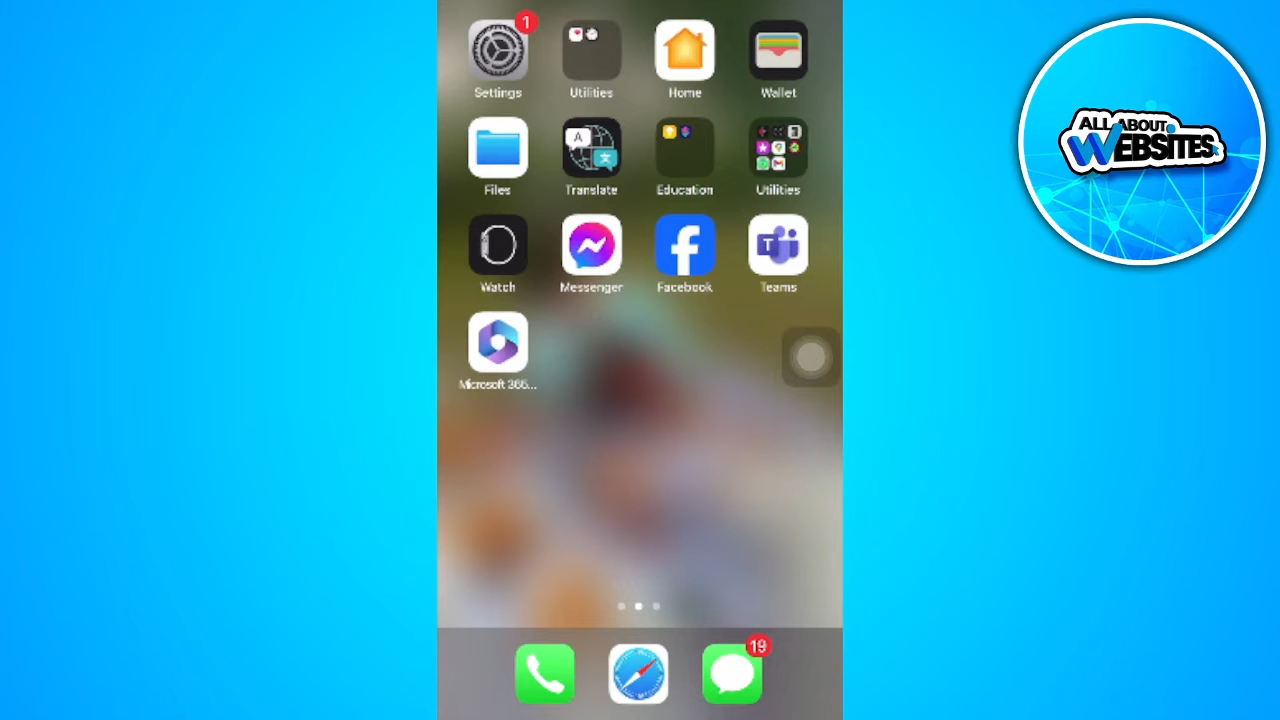 1
Settings
Utilities
Home
Wallet
Files
Translate
Education
Utilities
Watch
Messenger
Facebook
Teams
Microsoft 365...
19
ALL ABOUT
WEBSITES
A
文
T